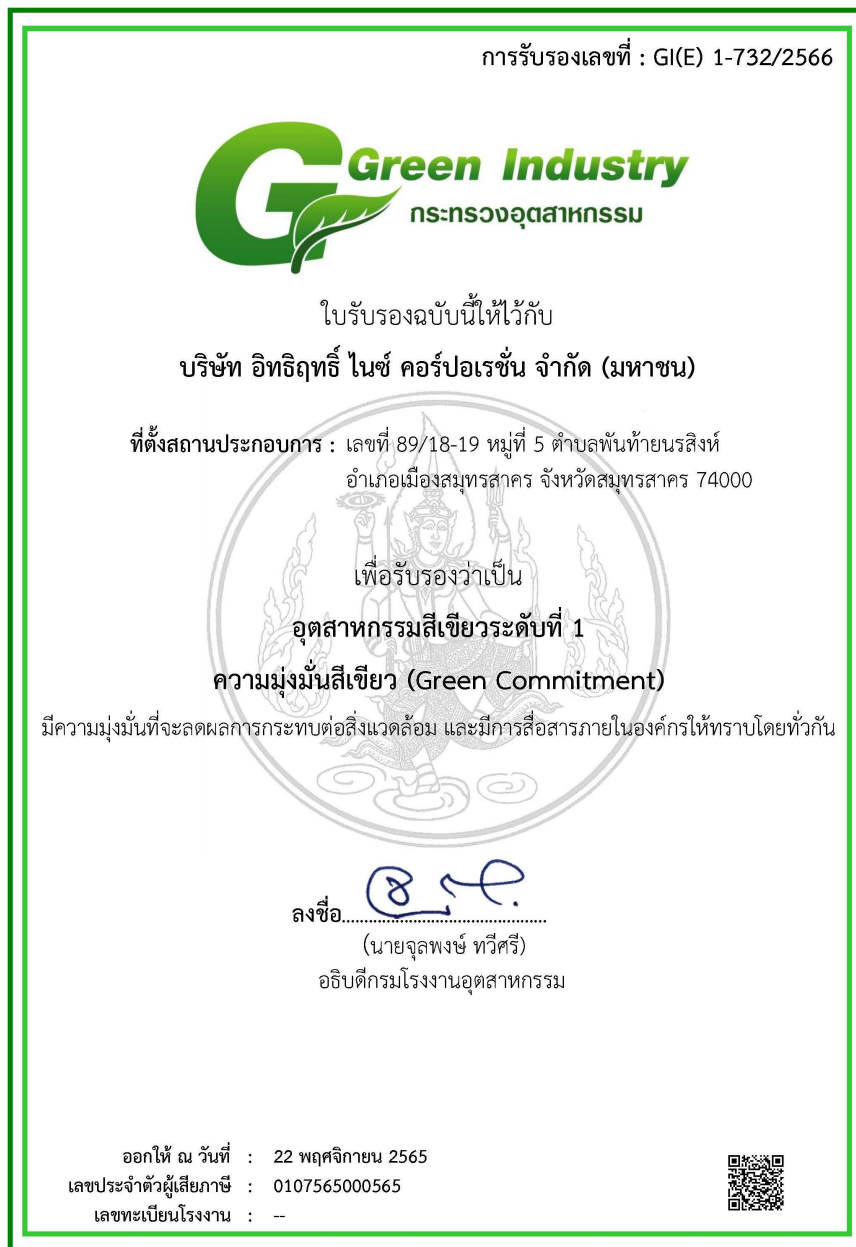 การรับรองเลขที่ : GI(E) 1-732/2566
G Green Industry
กระทรวงอุตสาหกรรม
ใบรับรองฉบับนี้ให้ไว้กับ
บริษัท อิทธิฤทธิ์ ไนซ์ คอร์ปอเรชั่น จำกัด (มหาชน)
ที่ตั้งสถานประกอบการ : เลขที่ 89/18-19 หมู่ที่ 5 ตำบลพันท้ายนรสิงห์
อำเภอเมืองสมุทรสาคร จังหวัดสมุทรสาคร 74000
เพื่อรับรองว่าเป็น
อุตสาหกรรมสีเขียวระดับที่ 1
ความมุ่งมั่นสีเขียว (Green Commitment)
มีความมุ่งมั่นที่จะลดผลการกระทบต่อสิ่งแวดล้อม และมีการสื่อสารภายในองค์กรให้ทราบโดยทั่วกัน
ลงชื่อ............................................
(นายจุลพงษ์ ทวีศรี)
อธิบดีกรมโรงงานอุตสาหกรรม
ออกให้ ณ วันที่ : 22 พฤศจิกายน 2565
เลขประจำตัวผู้เสียภาษี : 0107565000565
เลขทะเบียนโรงงาน : --